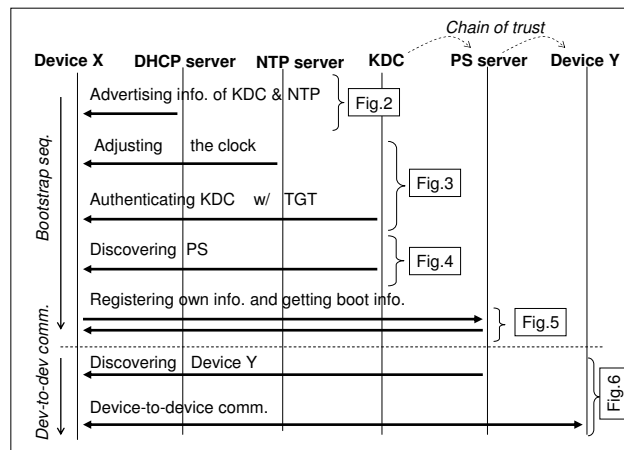 Chain of trust
Device X DHCP server NTP server KDC PS server Device Y
Advertising info. of KDC & NTP
Fig.2
Adjusting the clock
Fig.3
Authenticating KDC w/ TGT
Discovering PS
Fig.4
Registering own info. and getting boot info.
Fig.5
Bootstrap seq.
Discovering Device Y
Device-to-device comm.
Fig.6
Dev-to-dev comm.